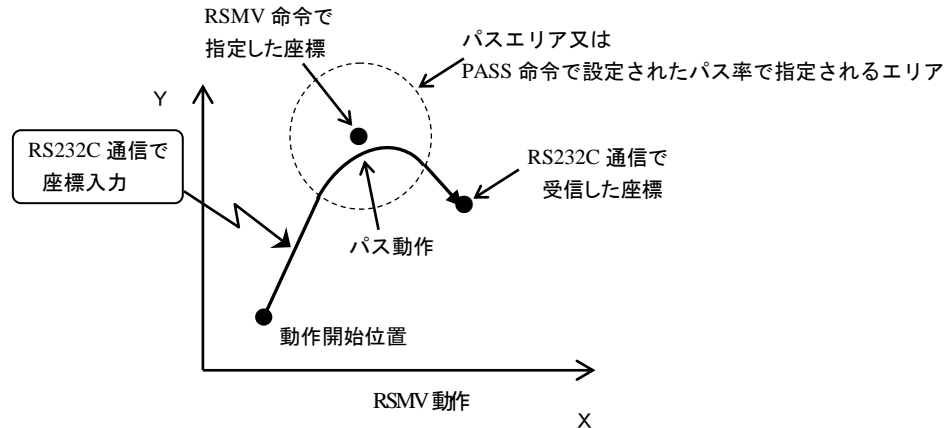 RSMV 命令で
指定した座標
パスエリア又は
PASS 命令で設定されたパス率で指定されるエリア
Y
RS232C 通信で
座標入力
RS232C 通信で
受信した座標
パス動作
動作開始位置
RSMV 動作
X